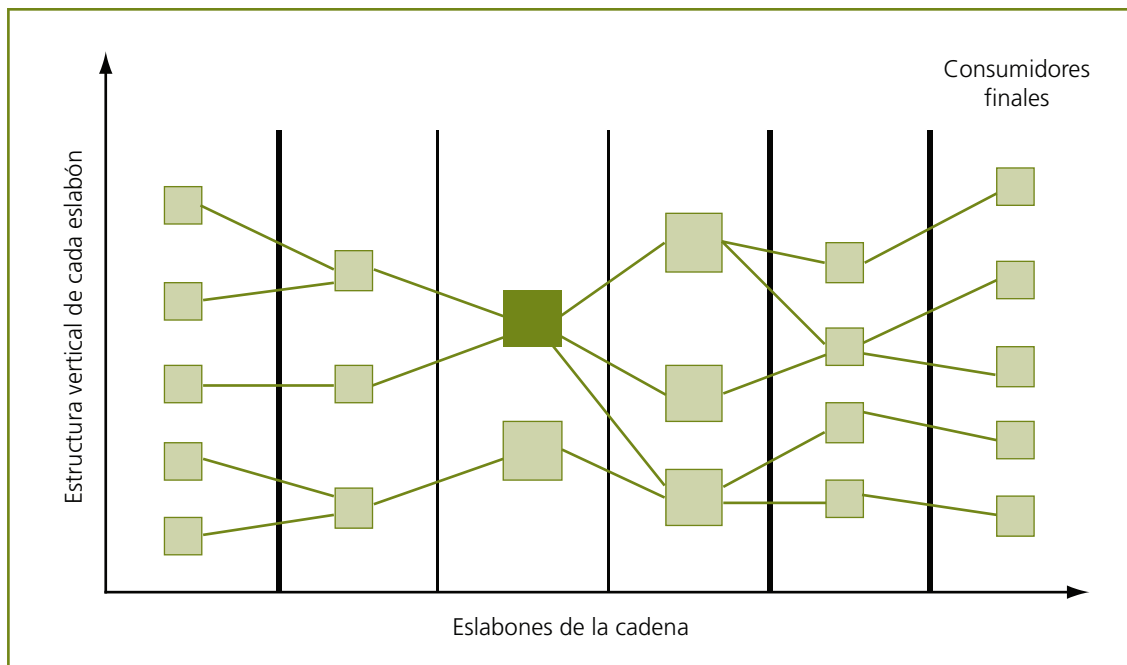 Consumidores
finales
Estructura vertical de cada eslabón
Eslabones de la cadena